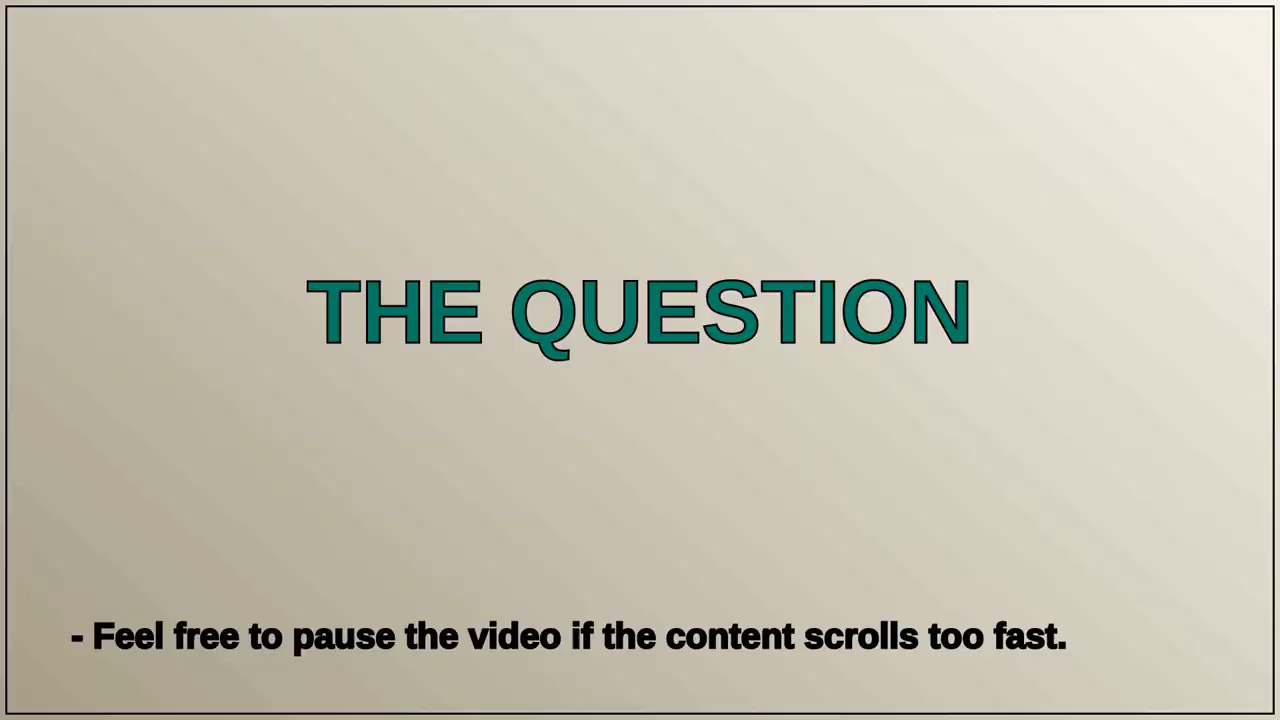 THE QUESTION
- Feel free to pause the video if the content scrolls too fast.